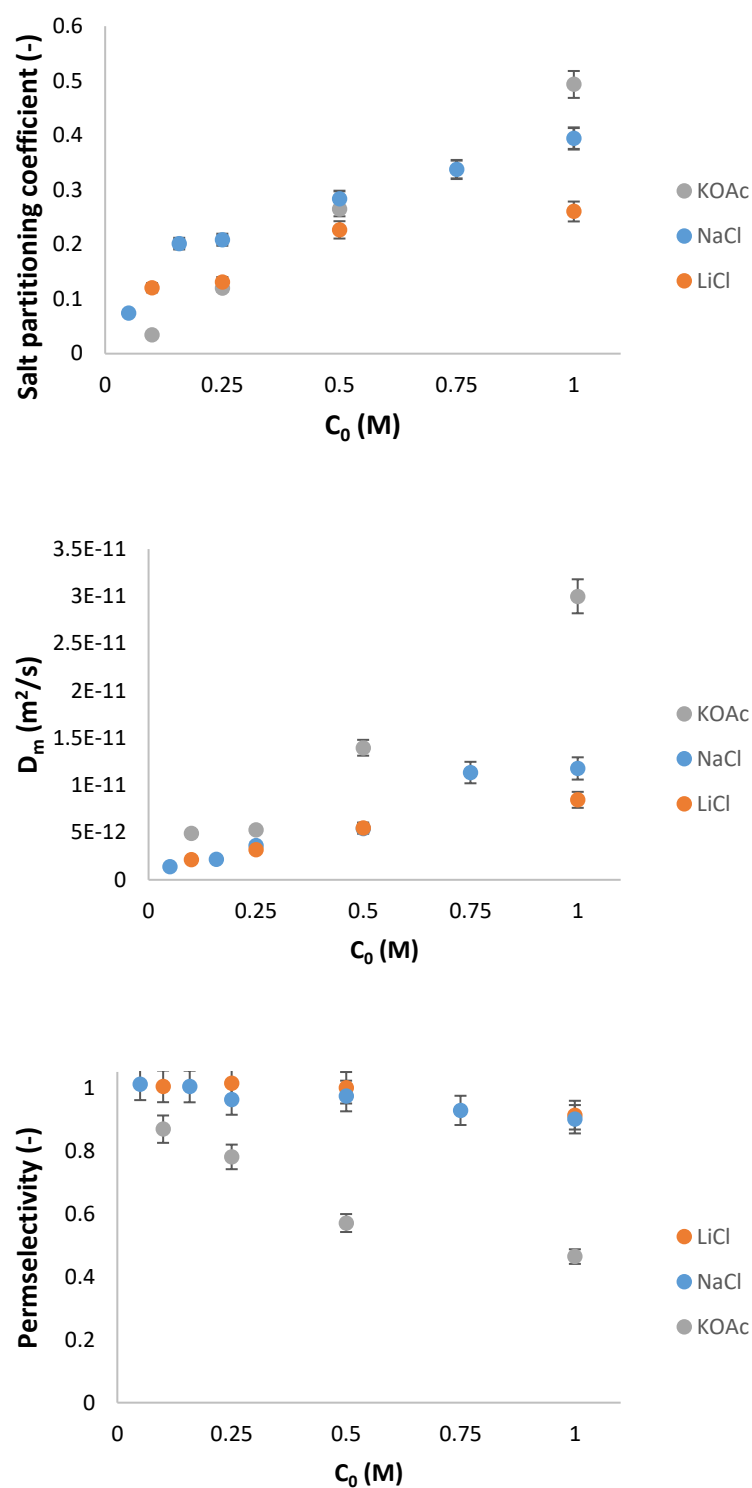 Salt partitioning coefficient (-)
0.6
0.5
0.4
0.3
0.2
0.1
0
0 0.25 0.5 0.75 1
C₀ (M)
KOAc
NaCl
LiCl
Dₘ (m²/s)
3.5E-11
3E-11
2.5E-11
2E-11
1.5E-11
1E-11
5E-12
0
0 0.25 0.5 0.75 1
C₀ (M)
KOAc
NaCl
LiCl
Permselectivity (-)
1
0.8
0.6
0.4
0.2
0
0 0.25 0.5 0.75 1
C₀ (M)
LiCl
NaCl
KOAc